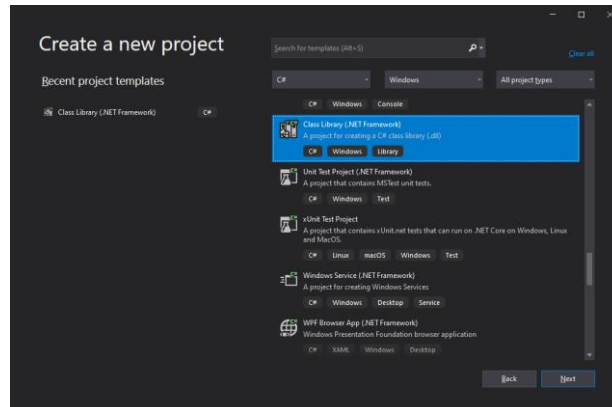 Create a new project
Search for templates (Alt+S)
Clear all
Recent project templates
C#
Windows
All project types
Class Library (.NET Framework)
C#
C# Windows Console
Class Library (.NET Framework)
A project for creating a C# class library (.dll)
C# Windows Library
Unit Test Project (.NET Framework)
A project that contains MSTest unit tests.
C# Windows Test
xUnit Test Project
A project that contains xUnit.net tests that can run on .NET Core on Windows, Linux
and MacOS.
C# Linux macOS Windows Test
Windows Service (.NET Framework)
A project for creating Windows Services
C# Windows Desktop Service
WPF Browser App (.NET Framework)
Windows Presentation Foundation browser application
C# XAML Windows Desktop
Back
Next